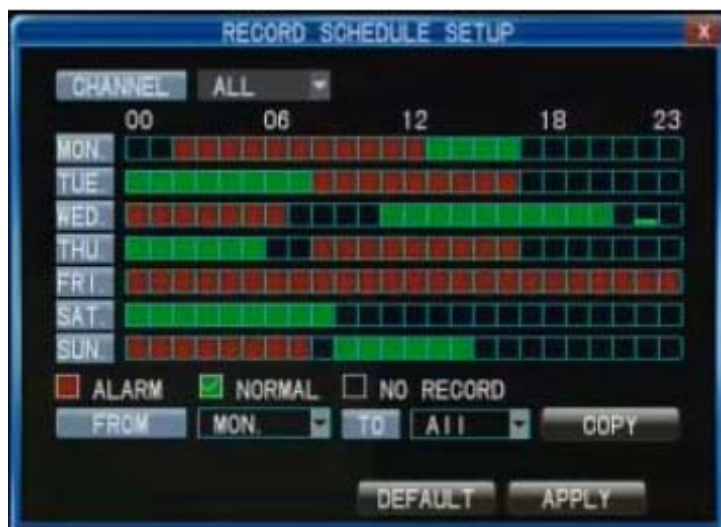 RECORD SCHEDULE SETUP X
CHANNEL ALL
00 06 12 18 23
MON.
TUE.
WED.
THU.
FRI.
SAT.
SUN.
ALARM NORMAL NO RECORD
FROM MON. TO All COPY
DEFAULT APPLY